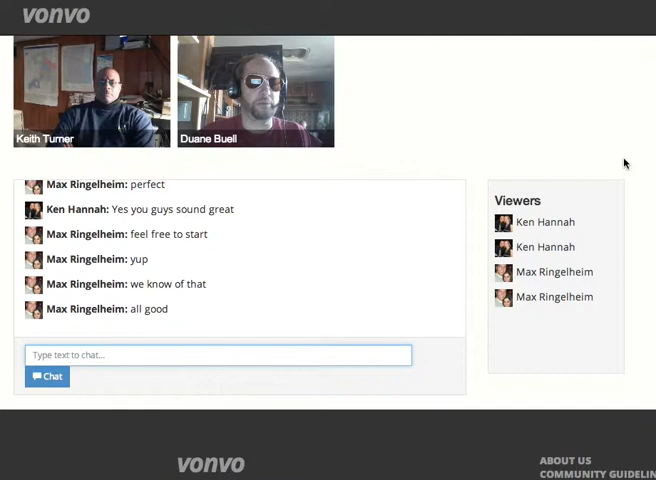 vonvo
Keith Turner
Duane Buell
Max Ringelheim: perfect
Ken Hannah: Yes you guys sound great
Max Ringelheim: feel free to start
Max Ringelheim: yup
Max Ringelheim: we know of that
Max Ringelheim: all good
Type text to chat...
Chat
Viewers
Ken Hannah
Ken Hannah
Max Ringelheim
Max Ringelheim
vonvo
ABOUT US
COMMUNITY GUIDELIN